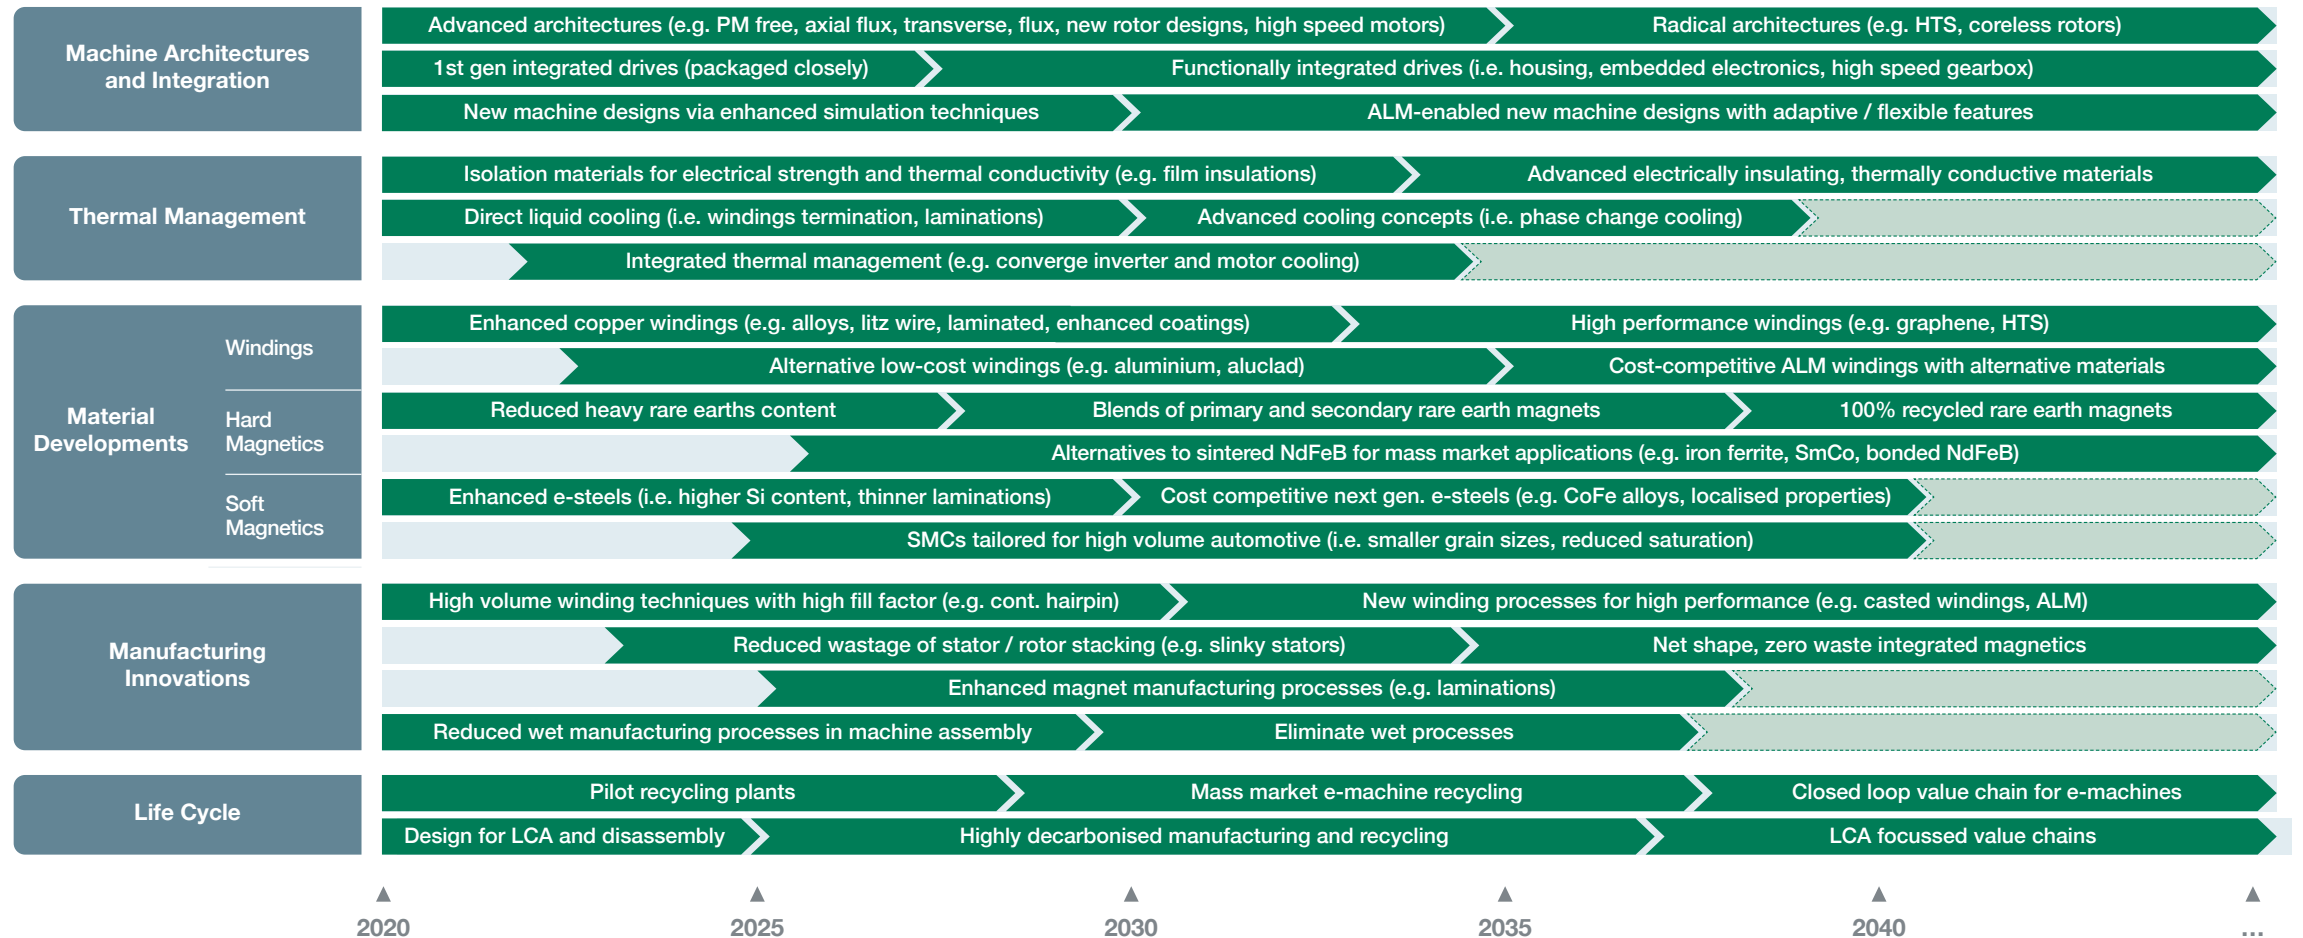 Machine Architectures
and Integration
Advanced architectures (e.g. PM free, axial flux, transverse, flux, new rotor designs, high speed motors)
Radical architectures (e.g. HTS, coreless rotors)
1st gen integrated drives (packaged closely)
Functionally integrated drives (i.e. housing, embedded electronics, high speed gearbox)
New machine designs via enhanced simulation techniques
ALM-enabled new machine designs with adaptive / flexible features
Thermal Management
Isolation materials for electrical strength and thermal conductivity (e.g. film insulations)
Advanced electrically insulating, thermally conductive materials
Direct liquid cooling (i.e. windings termination, laminations)
Advanced cooling concepts (i.e. phase change cooling)
Integrated thermal management (e.g. converge inverter and motor cooling)
Material
Developments
Windings
Enhanced copper windings (e.g. alloys, litz wire, laminated, enhanced coatings)
High performance windings (e.g. graphene, HTS)
Alternative low-cost windings (e.g. aluminium, aluclad)
Cost-competitive ALM windings with alternative materials
Hard
Magnetics
Reduced heavy rare earths content
Blends of primary and secondary rare earth magnets
100% recycled rare earth magnets
Alternatives to sintered NdFeB for mass market applications (e.g. iron ferrite, SmCo, bonded NdFeB)
Soft
Magnetics
Enhanced e-steels (i.e. higher Si content, thinner laminations)
Cost competitive next gen. e-steels (e.g. CoFe alloys, localised properties)
SMCs tailored for high volume automotive (i.e. smaller grain sizes, reduced saturation)
Manufacturing
Innovations
High volume winding techniques with high fill factor (e.g. cont. hairpin)
New winding processes for high performance (e.g. casted windings, ALM)
Reduced wastage of stator / rotor stacking (e.g. slinky stators)
Net shape, zero waste integrated magnetics
Enhanced magnet manufacturing processes (e.g. laminations)
Reduced wet manufacturing processes in machine assembly
Eliminate wet processes
Life Cycle
Pilot recycling plants
Mass market e-machine recycling
Closed loop value chain for e-machines
Design for LCA and disassembly
Highly decarbonised manufacturing and recycling
LCA focussed value chains
2020
2025
2030
2035
2040
...